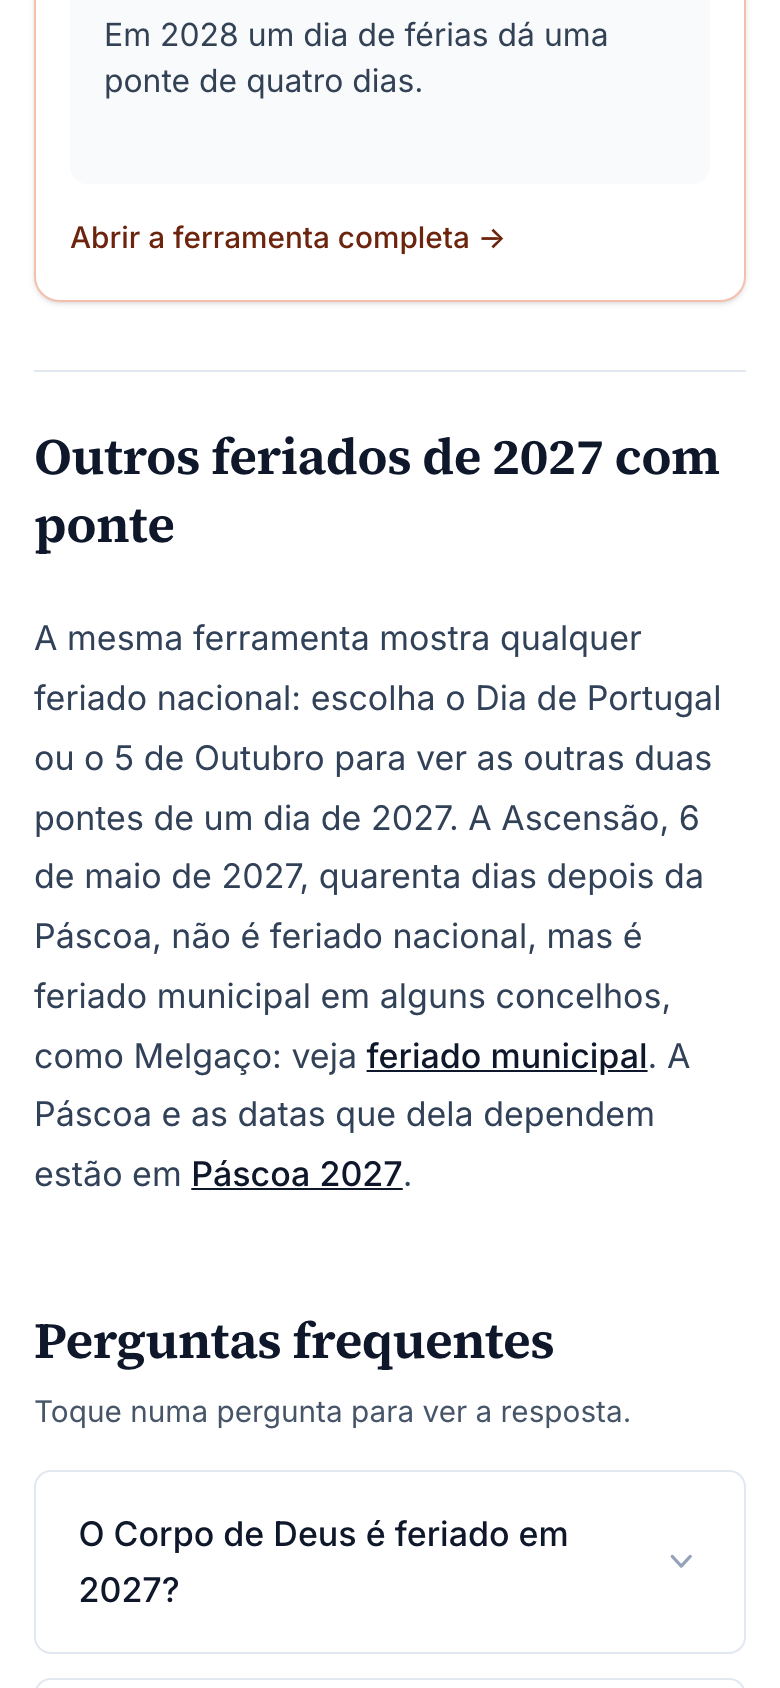 Em 2028 um dia de férias dá uma
ponte de quatro dias.
Abrir a ferramenta completa →
Outros feriados de 2027 com
ponte
A mesma ferramenta mostra qualquer
feriado nacional: escolha o Dia de Portugal
ou o 5 de Outubro para ver as outras duas
pontes de um dia de 2027. A Ascensão, 6
de maio de 2027, quarenta dias depois da
Páscoa, não é feriado nacional, mas é
feriado municipal em alguns concelhos,
como Melgaço: veja feriado municipal. A
Páscoa e as datas que dela dependem
estão em Páscoa 2027.
Perguntas frequentes
Toque numa pergunta para ver a resposta.
O Corpo de Deus é feriado em
2027?